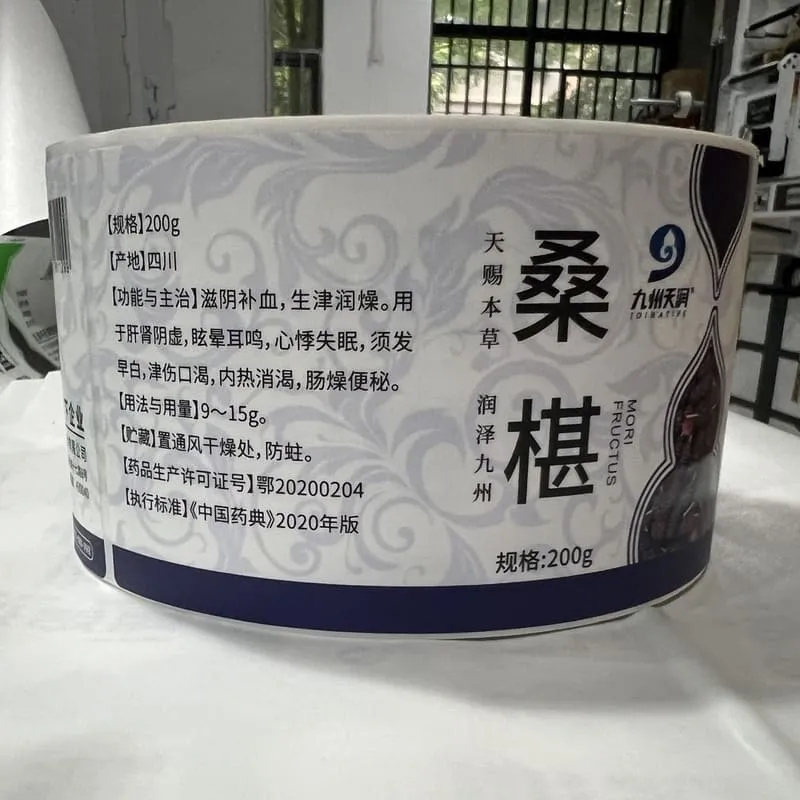 【规格】200g
【产地】四川
【功能与主治】滋阴补血,生津润燥。用
于肝肾阴虚,眩晕耳鸣,心悸失眠,须发
早白,津伤口渴,内热消渴,肠燥便秘。
【用法与用量】9～15g。
【贮藏】置通风干燥处,防蛀。
【药品生产许可证号】鄂20200204
【执行标准】《中国药典》2020年版
天赐本草
润泽九州
桑椹
MORI
FRUCTUS
规格:200g
九州天润
企业
公司